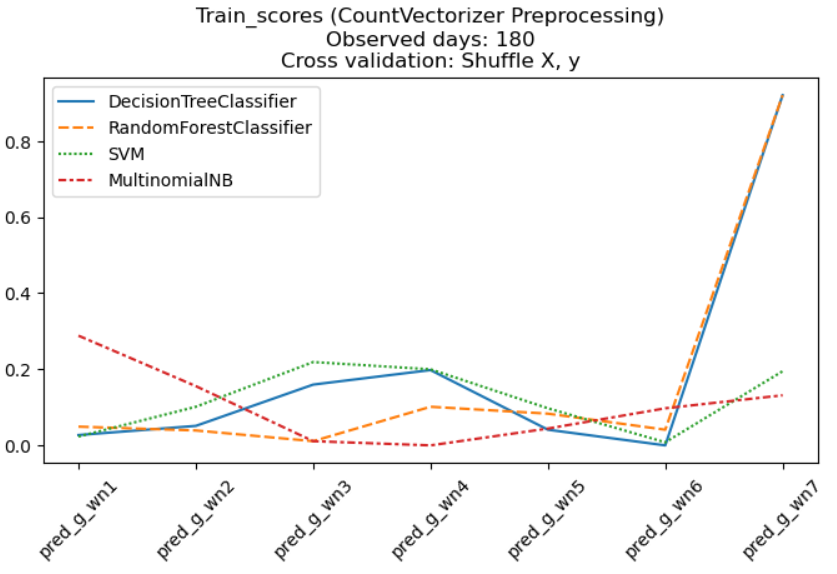 Train_scores (CountVectorizer Preprocessing)
Observed days: 180
Cross validation: Shuffle X, y
DecisionTreeClassifier
RandomForestClassifier
SVM
MultinomialNB
0.8
0.6
0.4
0.2
0.0
pred_g_wn1
pred_g_wn2
pred_g_wn3
pred_g_wn4
pred_g_wn5
pred_g_wn6
pred_g_wn7